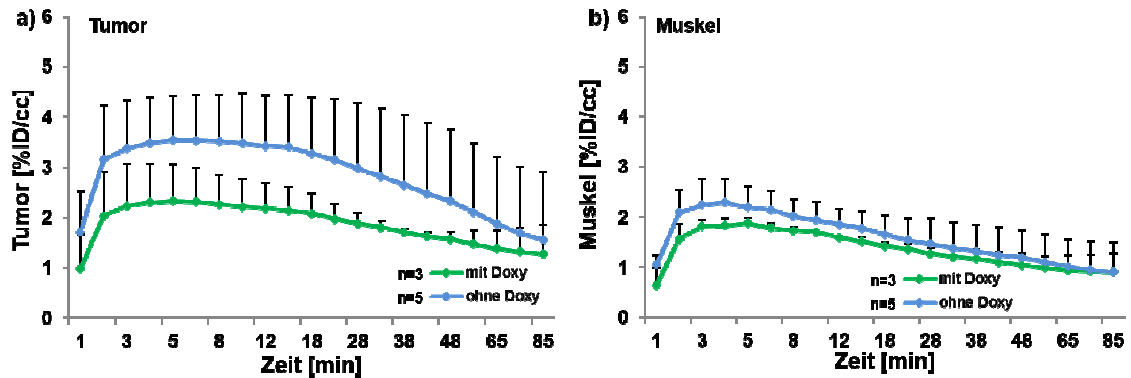 a) Tumor
Tumor [%ID/cc]
6
5
4
3
2
1
0
n=3 mit Doxy
n=5 ohne Doxy
1 3 5 8 12 18 28 38 48 65 85
Zeit [min]
b) Muskel
Muskel [%ID/cc]
6
5
4
3
2
1
0
n=3 mit Doxy
n=5 ohne Doxy
1 3 5 8 12 18 28 38 48 65 85
Zeit [min]